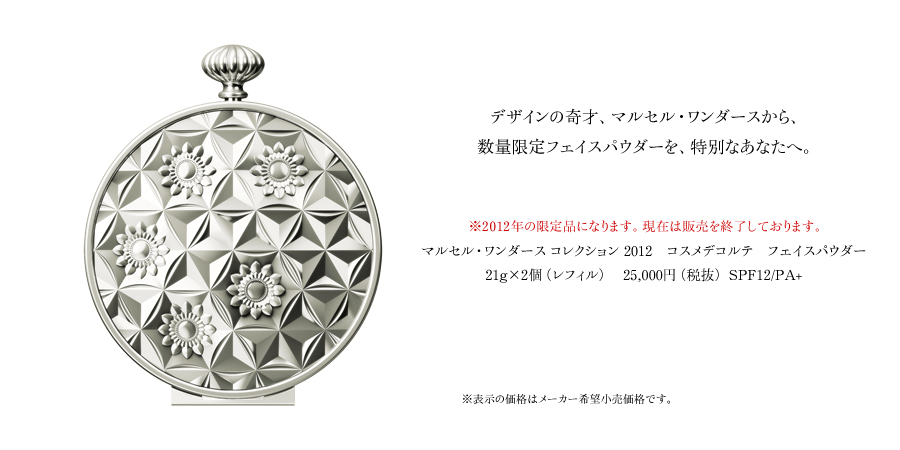 デザインの奇才、マルセル・ワンダースから、
数量限定フェイスパウダーを、特別なあなたへ。
※2012年の限定品になります。現在は販売を終了しております。
マルセル・ワンダース コレクション 2012　コスメデコルテ　フェイスパウダー
21g×2個（レフィル）　25,000円（税抜）SPF12/PA+
※表示の価格はメーカー希望小売価格です。